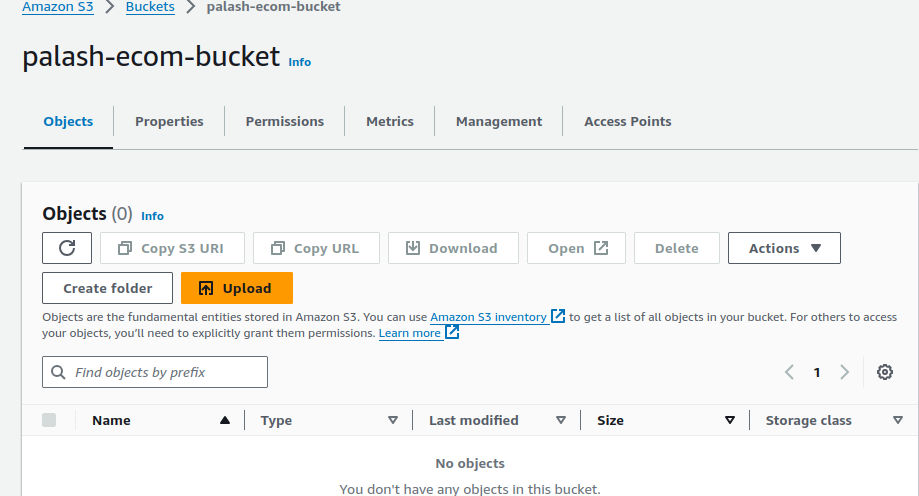 Amazon S3 > Buckets > palash-ecom-bucket
palash-ecom-bucket Info
Objects Properties Permissions Metrics Management Access Points
Objects (0) Info
Copy S3 URI Copy URL Download Open Delete Actions
Create folder Upload
Objects are the fundamental entities stored in Amazon S3. You can use Amazon S3 inventory to get a list of all objects in your bucket. For others to access
your objects, you'll need to explicitly grant them permissions. Learn more
Find objects by prefix 1
Name Type Last modified Size Storage class
No objects
You don't have any objects in this bucket.